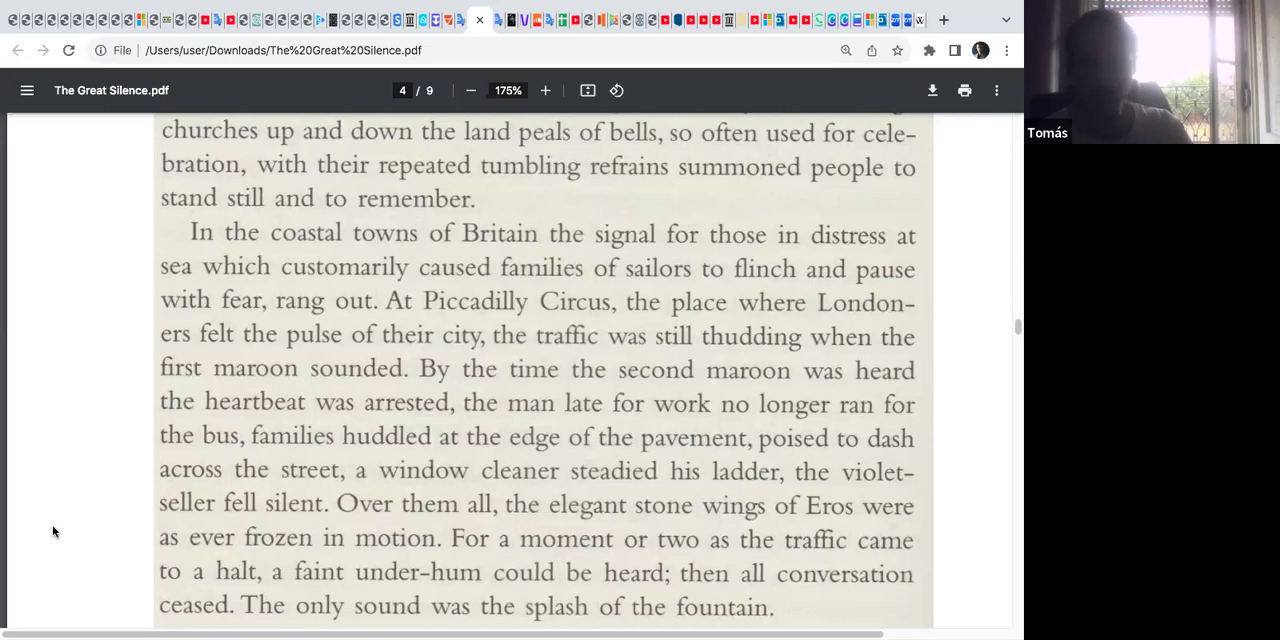 File
/Users/user/Downloads/The%20Great%20Silence.pdf
The Great Silence.pdf
4 / 9
175%
Tomás
churches up and down the land peals of bells, so often used for cele-
bration, with their repeated tumbling refrains summoned people to
stand still and to remember.
In the coastal towns of Britain the signal for those in distress at
sea which customarily caused families of sailors to flinch and pause
with fear, rang out. At Piccadilly Circus, the place where London-
ers felt the pulse of their city, the traffic was still thudding when the
first maroon sounded. By the time the second maroon was heard
the heartbeat was arrested, the man late for work no longer ran for
the bus, families huddled at the edge of the pavement, poised to dash
across the street, a window cleaner steadied his ladder, the violet-
seller fell silent. Over them all, the elegant stone wings of Eros were
as ever frozen in motion. For a moment or two as the traffic came
to a halt, a faint under-hum could be heard; then all conversation
ceased. The only sound was the splash of the fountain.